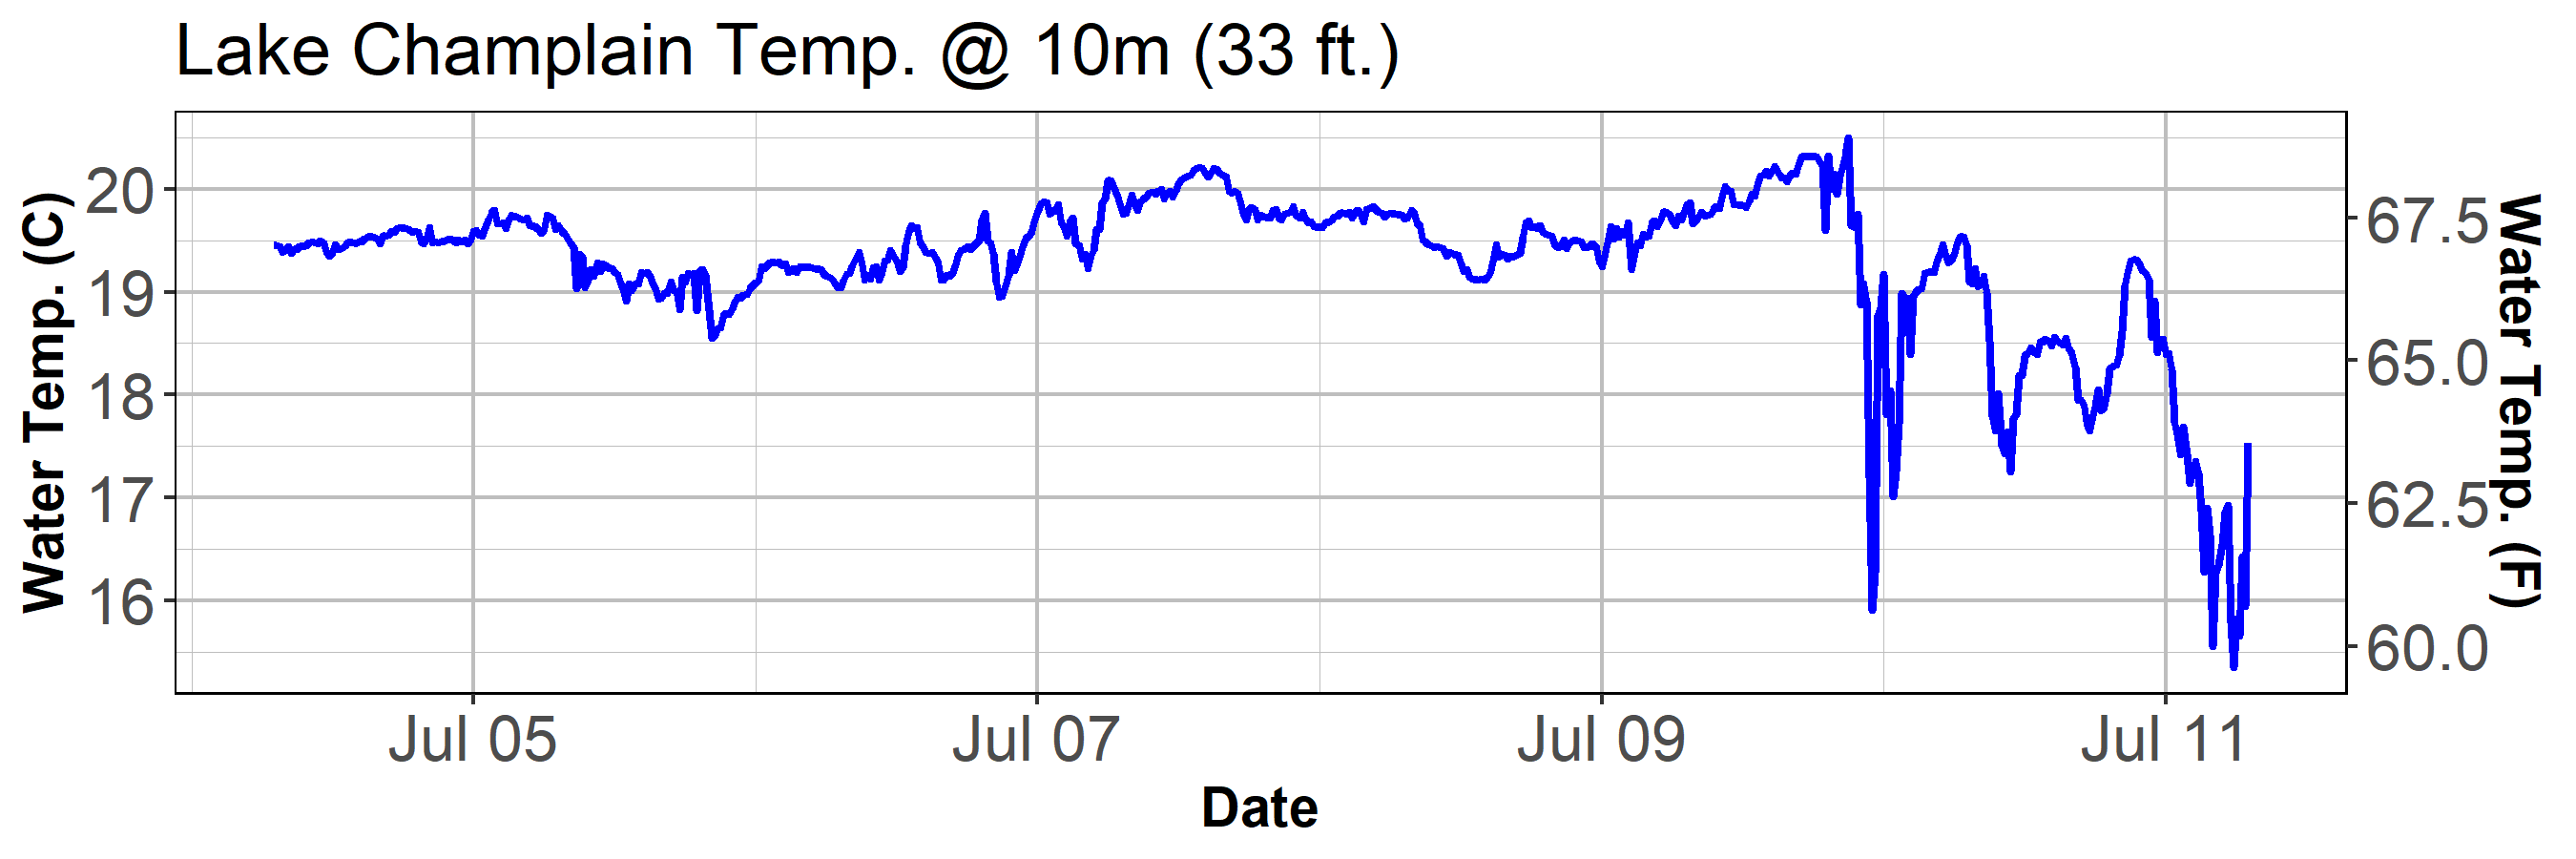 Lake Champlain Temp. @ 10m (33 ft.)
Water Temp. (C)
20
19
18
17
16
67.5
65.0
62.5
60.0
Water Temp. (F)
Jul 05 Jul 07 Jul 09 Jul 11
Date